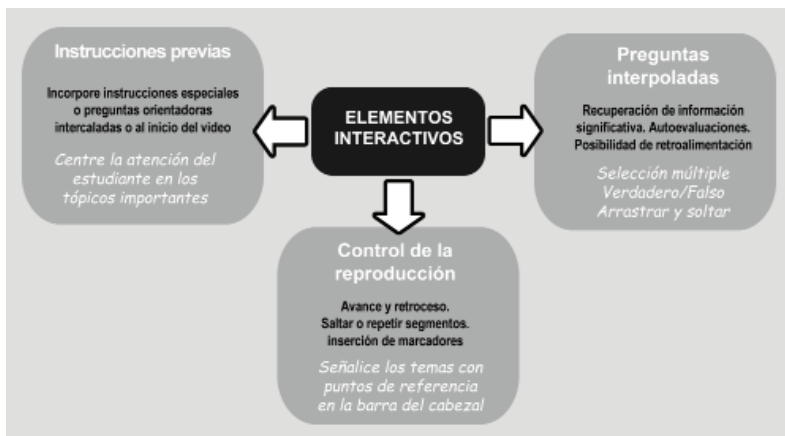 Instrucciones previas
Incorpore instrucciones especiales
o preguntas orientadoras
intercaladas o al inicio del video
Centre la atención del
estudiante en los
tópicos importantes
ELEMENTOS
INTERACTIVOS
Preguntas
interpoladas
Recuperación de información
significativa. Autoevaluaciones.
Posibilidad de retroalimentación
Selección múltiple
Verdadero/Falso
Arrastrar y soltar
Control de la
reproducción
Avance y retroceso.
Saltar o repetir segmentos.
inserción de marcadores
Señalice los temas con
puntos de referencia
en la barra del cabezal